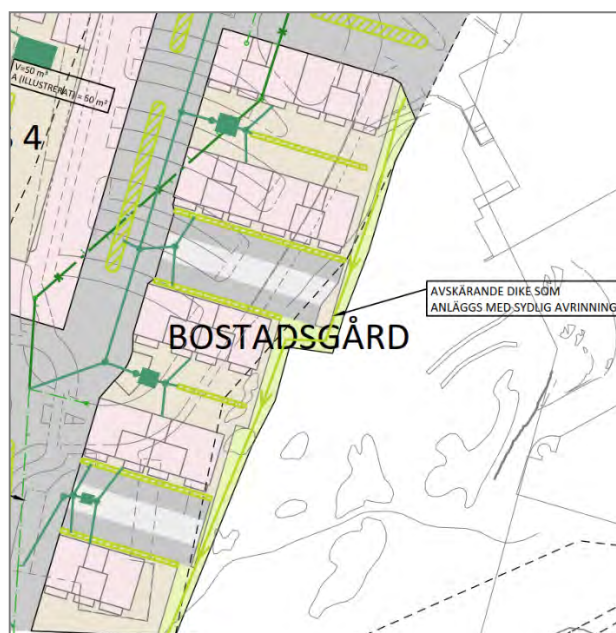 V=50 m³
A (ILLUSTRERAT) = 50 m²
4
AVSKÄRANDE DIKE SOM
ANLÄGGS MED SYDLIG AVRINNING
BOSTADSGÅRD